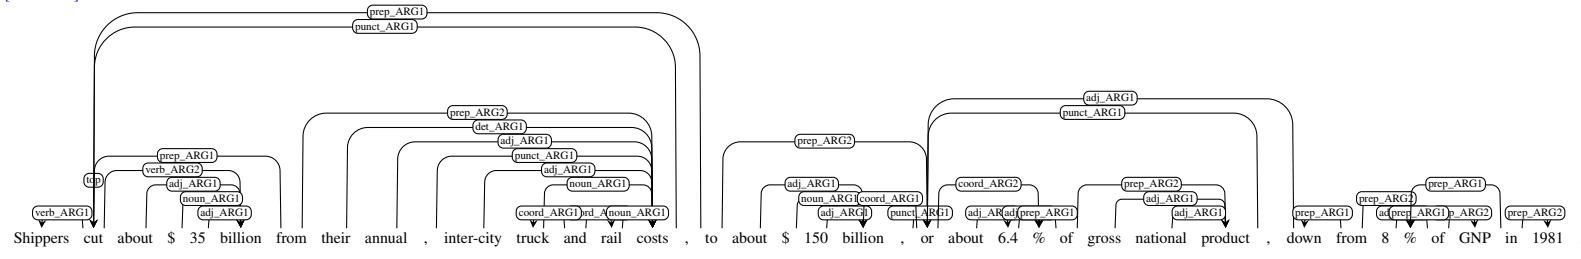 prep_ARG1
punct_ARG1
adj_ARG1
prep_ARG2 punct_ARG1
det_ARG1
adj_ARG1 prep_ARG2
prep_ARG1 punct_ARG1
verb_ARG2 adj_ARG1
top adj_ARG1 noun_ARG1 adj_ARG1 coord_ARG2 prep_ARG2 prep_ARG1
noun_ARG1 noun_ARG1 coord_ARG1 adj_ARG1 prep_ARG2
verb_ARG1 adj_ARG1 coord_ARG1 noun_ARG1 adj_ARG1 punct_ARG1 prep_ARG1 adj_ARG1 prep_ARG1 prep_ARG1 prep_ARG2
Shippers cut about $ 35 billion from their annual , inter-city truck and rail costs , to about $ 150 billion , or about 6.4 % of gross national product , down from 8 % of GNP in 1981